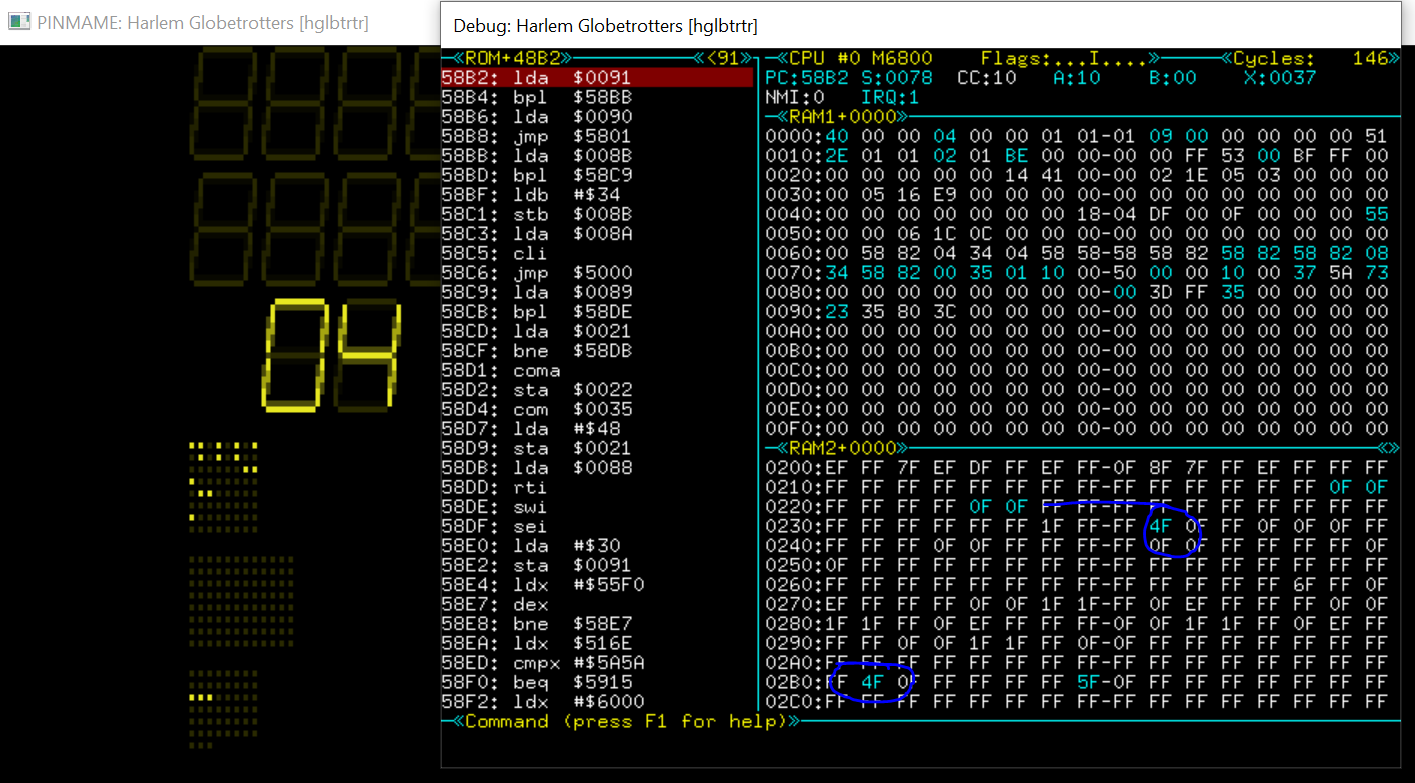 PINMAME: Harlem Globetrotters [hglbtrtr]
04
Debug: Harlem Globetrotters [hglbtrtr]
«ROM+48B2» «<91»
58B2: lda $0091
58B4: bpl $58BB
58B6: lda $0090
58B8: jmp $5801
58BB: lda $008B
58BD: bpl $58C9
58BF: ldb #$34
58C1: stb $008B
58C3: lda $008A
58C5: cli
58C6: jmp $5000
58C9: lda $0089
58CB: bpl $58DE
58CD: lda $0021
58CF: bne $58DB
58D1: coma
58D2: sta $0022
58D4: com $0035
58D7: lda #$48
58D9: sta $0021
58DB: lda $0088
58DD: rti
58DE: swi
58DF: sei
58E0: lda #$30
58E2: sta $0091
58E4: ldx #$55F0
58E7: dex
58E8: bne $58E7
58EA: ldx $516E
58ED: cmpx #$5A5A
58F0: beq $5915
58F2: ldx #$6000
«CPU #0 M6800 Flags:...I....» «Cycles: 146»
PC:58B2 S:0078 CC:10 A:10 B:00 X:0037
NMI:0 IRQ:1
«RAM1+0000»
0000:40 00 00 04 00 00 01 01-01 09 00 00 00 00 00 51
0010:2E 01 01 02 01 BE 00 00-00 00 FF 53 00 BF FF 00
0020:00 00 00 00 00 14 41 00-00 02 1E 05 03 00 00 00
0030:00 05 16 E9 00 00 00 00-00 00 00 00 00 00 00 00
0040:00 00 00 00 00 00 00 18-04 DF 00 0F 00 00 00 55
0050:00 00 06 1C 0C 00 00 00-00 00 00 00 00 00 00 00
0060:00 58 82 04 34 04 58 58-58 58 82 58 82 58 82 08
0070:34 58 82 00 35 01 10 00-50 00 00 10 00 37 5A 73
0080:00 00 00 00 00 00 00 00-00 3D FF 35 00 00 00 00
0090:23 35 80 3C 00 00 00 00-00 00 00 00 00 00 00 00
00A0:00 00 00 00 00 00 00 00-00 00 00 00 00 00 00 00
00B0:00 00 00 00 00 00 00 00-00 00 00 00 00 00 00 00
00C0:00 00 00 00 00 00 00 00-00 00 00 00 00 00 00 00
00D0:00 00 00 00 00 00 00 00-00 00 00 00 00 00 00 00
00E0:00 00 00 00 00 00 00 00-00 00 00 00 00 00 00 00
00F0:00 00 00 00 00 00 00 00-00 00 00 00 00 00 00 00
«RAM2+0000» «»
0200:EF FF 7F EF DF FF EF FF-0F 8F 7F FF EF FF FF FF
0210:FF FF FF FF FF FF FF FF-FF FF FF FF FF FF 0F 0F
0220:FF FF FF FF 0F 0F FF FF-FF FF FF FF FF FF FF FF
0230:FF FF FF FF FF FF 1F FF-FF 4F 0F FF 0F 0F 0F FF
0240:FF FF FF 0F 0F FF FF FF-FF 0F 0F FF FF FF FF 0F
0250:0F FF FF FF FF FF FF FF-FF FF FF FF FF FF FF FF
0260:FF FF FF FF FF FF FF FF-FF FF FF FF FF 6F FF 0F
0270:EF FF FF FF 0F 0F 1F 1F-FF 0F EF FF FF FF 0F 0F
0280:1F 1F FF 0F EF FF FF FF-FF 0F 0F 1F 1F FF 0F EF FF
0290:FF FF 0F 0F 1F 1F FF 0F-0F FF FF FF FF FF FF FF
02A0:FF FF FF FF FF FF FF FF-FF FF FF FF FF FF FF FF
02B0:FF 4F 0F FF FF FF FF 5F-0F FF FF FF FF FF FF FF
02C0:FF FF FF FF FF FF FF FF-FF FF FF FF FF FF FF FF
«Command (press F1 for help)»